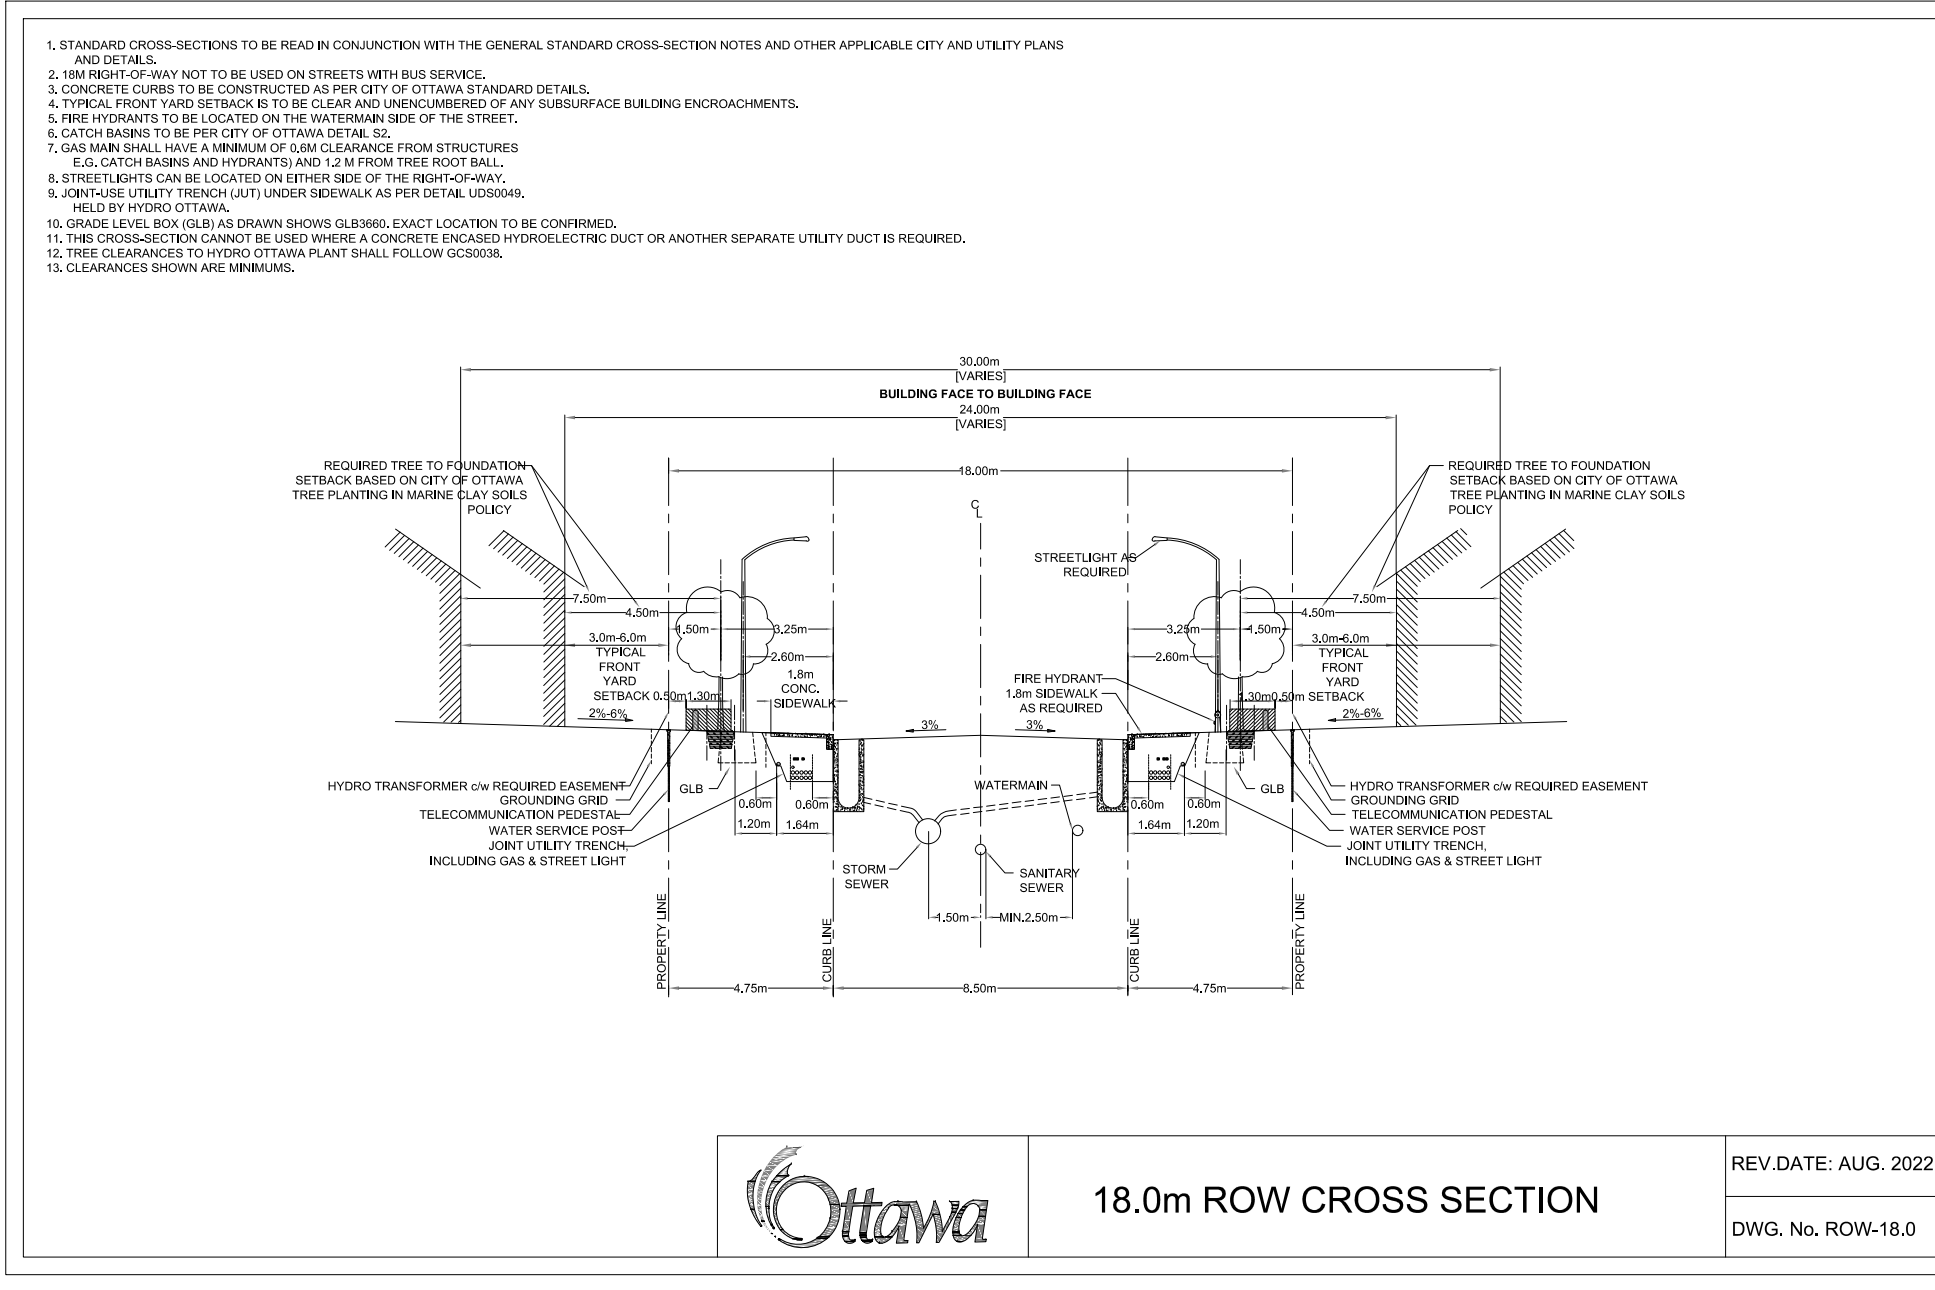 1. STANDARD CROSS-SECTIONS TO BE READ IN CONJUNCTION WITH THE GENERAL STANDARD CROSS-SECTION NOTES AND OTHER APPLICABLE CITY AND UTILITY PLANS
AND DETAILS.
2. 18M RIGHT-OF-WAY NOT TO BE USED ON STREETS WITH BUS SERVICE.
3. CONCRETE CURBS TO BE CONSTRUCTED AS PER CITY OF OTTAWA STANDARD DETAILS.
4. TYPICAL FRONT YARD SETBACK IS TO BE CLEAR AND UNENCUMBERED OF ANY SUBSURFACE BUILDING ENCROACHMENTS.
5. FIRE HYDRANTS TO BE LOCATED ON THE WATERMAIN SIDE OF THE STREET.
6. CATCH BASINS TO BE PER CITY OF OTTAWA DETAIL S2.
7. GAS MAIN SHALL HAVE A MINIMUM OF 0.6M CLEARANCE FROM STRUCTURES
E.G. CATCH BASINS AND HYDRANTS) AND 1.2 M FROM TREE ROOT BALL.
8. STREETLIGHTS CAN BE LOCATED ON EITHER SIDE OF THE RIGHT-OF-WAY.
9. JOINT-USE UTILITY TRENCH (JUT) UNDER SIDEWALK AS PER DETAIL UDS0049.
HELD BY HYDRO OTTAWA.
10. GRADE LEVEL BOX (GLB) AS DRAWN SHOWS GLB3660. EXACT LOCATION TO BE CONFIRMED.
11. THIS CROSS-SECTION CANNOT BE USED WHERE A CONCRETE ENCASED HYDROELECTRIC DUCT OR ANOTHER SEPARATE UTILITY DUCT IS REQUIRED.
12. TREE CLEARANCES TO HYDRO OTTAWA PLANT SHALL FOLLOW GCS0038.
13. CLEARANCES SHOWN ARE MINIMUMS.
30.00m
[VARIES]
BUILDING FACE TO BUILDING FACE
24.00m
[VARIES]
18.00m
REQUIRED TREE TO FOUNDATION
SETBACK BASED ON CITY OF OTTAWA
TREE PLANTING IN MARINE CLAY SOILS
POLICY
REQUIRED TREE TO FOUNDATION
SETBACK BASED ON CITY OF OTTAWA
TREE PLANTING IN MARINE CLAY SOILS
POLICY
CL
STREETLIGHT AS
REQUIRED
7.50m
4.50m
1.50m
3.25m
2.60m
3.0m-6.0m
TYPICAL
FRONT
YARD
SETBACK
0.50m
1.30m
1.8m
CONC.
SIDEWALK
2%-6%
3%
3%
FIRE HYDRANT
1.8m SIDEWALK
AS REQUIRED
3.25m
1.50m
2.60m
7.50m
4.50m
3.0m-6.0m
TYPICAL
FRONT
YARD
1.30m
0.50m
SETBACK
2%-6%
HYDRO TRANSFORMER c/w REQUIRED EASEMENT
GROUNDING GRID
TELECOMMUNICATION PEDESTAL
WATER SERVICE POST
JOINT UTILITY TRENCH,
INCLUDING GAS & STREET LIGHT
GLB
0.60m
0.60m
1.20m
1.64m
STORM
SEWER
WATERMAIN
SANITARY
SEWER
1.50m
MIN.2.50m
0.60m
0.60m
1.64m
1.20m
GLB
HYDRO TRANSFORMER c/w REQUIRED EASEMENT
GROUNDING GRID
TELECOMMUNICATION PEDESTAL
WATER SERVICE POST
JOINT UTILITY TRENCH,
INCLUDING GAS & STREET LIGHT
PROPERTY LINE
CURB LINE
CURB LINE
PROPERTY LINE
4.75m
8.50m
4.75m
Ottawa
18.0m ROW CROSS SECTION
REV.DATE: AUG. 2022
DWG. No. ROW-18.0